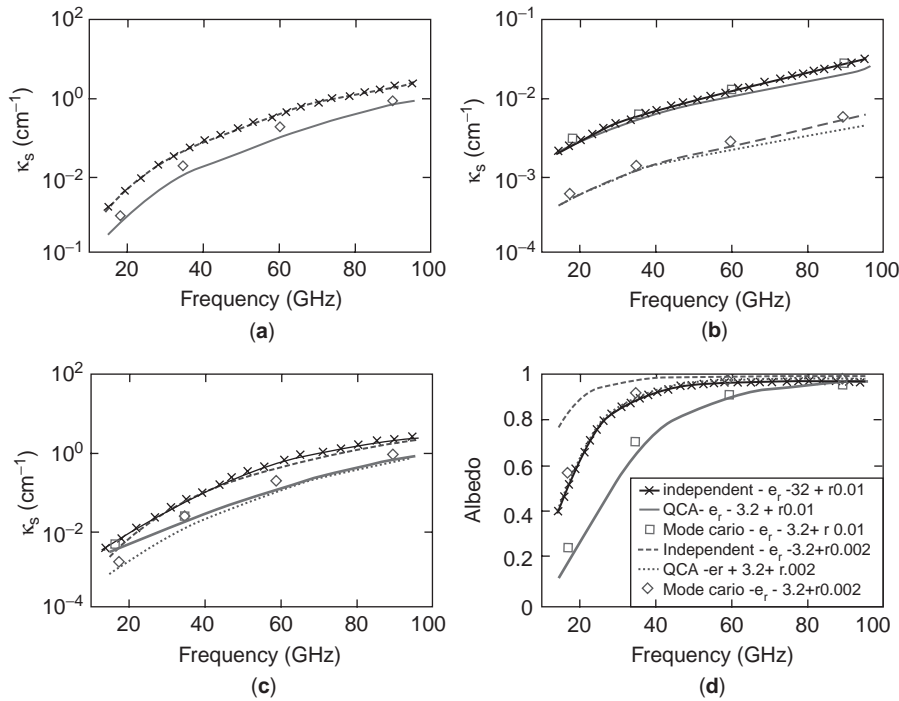 10^2
10^0
10^-2
10^-1
κ_s (cm^-1)
20 40 60 80 100
Frequency (GHz)
(a)
10^-1
10^-2
10^-3
10^-4
κ_s (cm^-1)
20 40 60 80 100
Frequency (GHz)
(b)
10^2
10^0
10^-2
10^-4
κ_s (cm^-1)
20 40 60 80 100
Frequency (GHz)
(c)
1
0.8
0.6
0.4
0.2
0
Albedo
20 40 60 80 100
Frequency (GHz)
(d)
independent - e_r -32 + r0.01
QCA- e_r - 3.2 + r0.01
Mode cario - e_r - 3.2+ r 0.01
Independent - e_r -3.2+r0.002
QCA -er + 3.2+ r.002
Mode cario -e_r - 3.2+r0.002